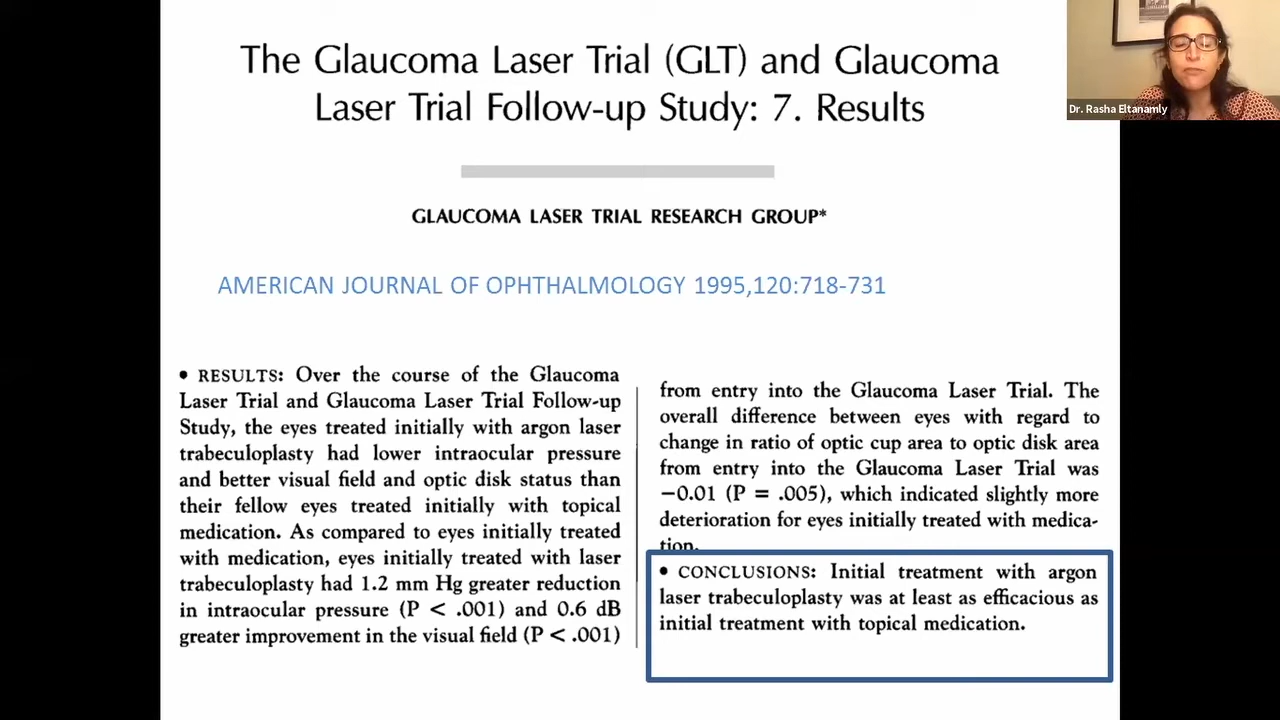 The Glaucoma Laser Trial (GLT) and Glaucoma
Laser Trial Follow-up Study: 7. Results
GLAUCOMA LASER TRIAL RESEARCH GROUP*
AMERICAN JOURNAL OF OPHTHALMOLOGY 1995,120:718-731
• RESULTS: Over the course of the Glaucoma
Laser Trial and Glaucoma Laser Trial Follow-up
Study, the eyes treated initially with argon laser
trabeculoplasty had lower intraocular pressure
and better visual field and optic disk status than
their fellow eyes treated initially with topical
medication. As compared to eyes initially treated
with medication, eyes initially treated with laser
trabeculoplasty had 1.2 mm Hg greater reduction
in intraocular pressure (P < .001) and 0.6 dB
greater improvement in the visual field (P < .001)
from entry into the Glaucoma Laser Trial. The
overall difference between eyes with regard to
change in ratio of optic cup area to optic disk area
from entry into the Glaucoma Laser Trial was
−0.01 (P = .005), which indicated slightly more
deterioration for eyes initially treated with medica-
tion.
• CONCLUSIONS: Initial treatment with argon
laser trabeculoplasty was at least as efficacious as
initial treatment with topical medication.
Dr. Rasha Eltanamly